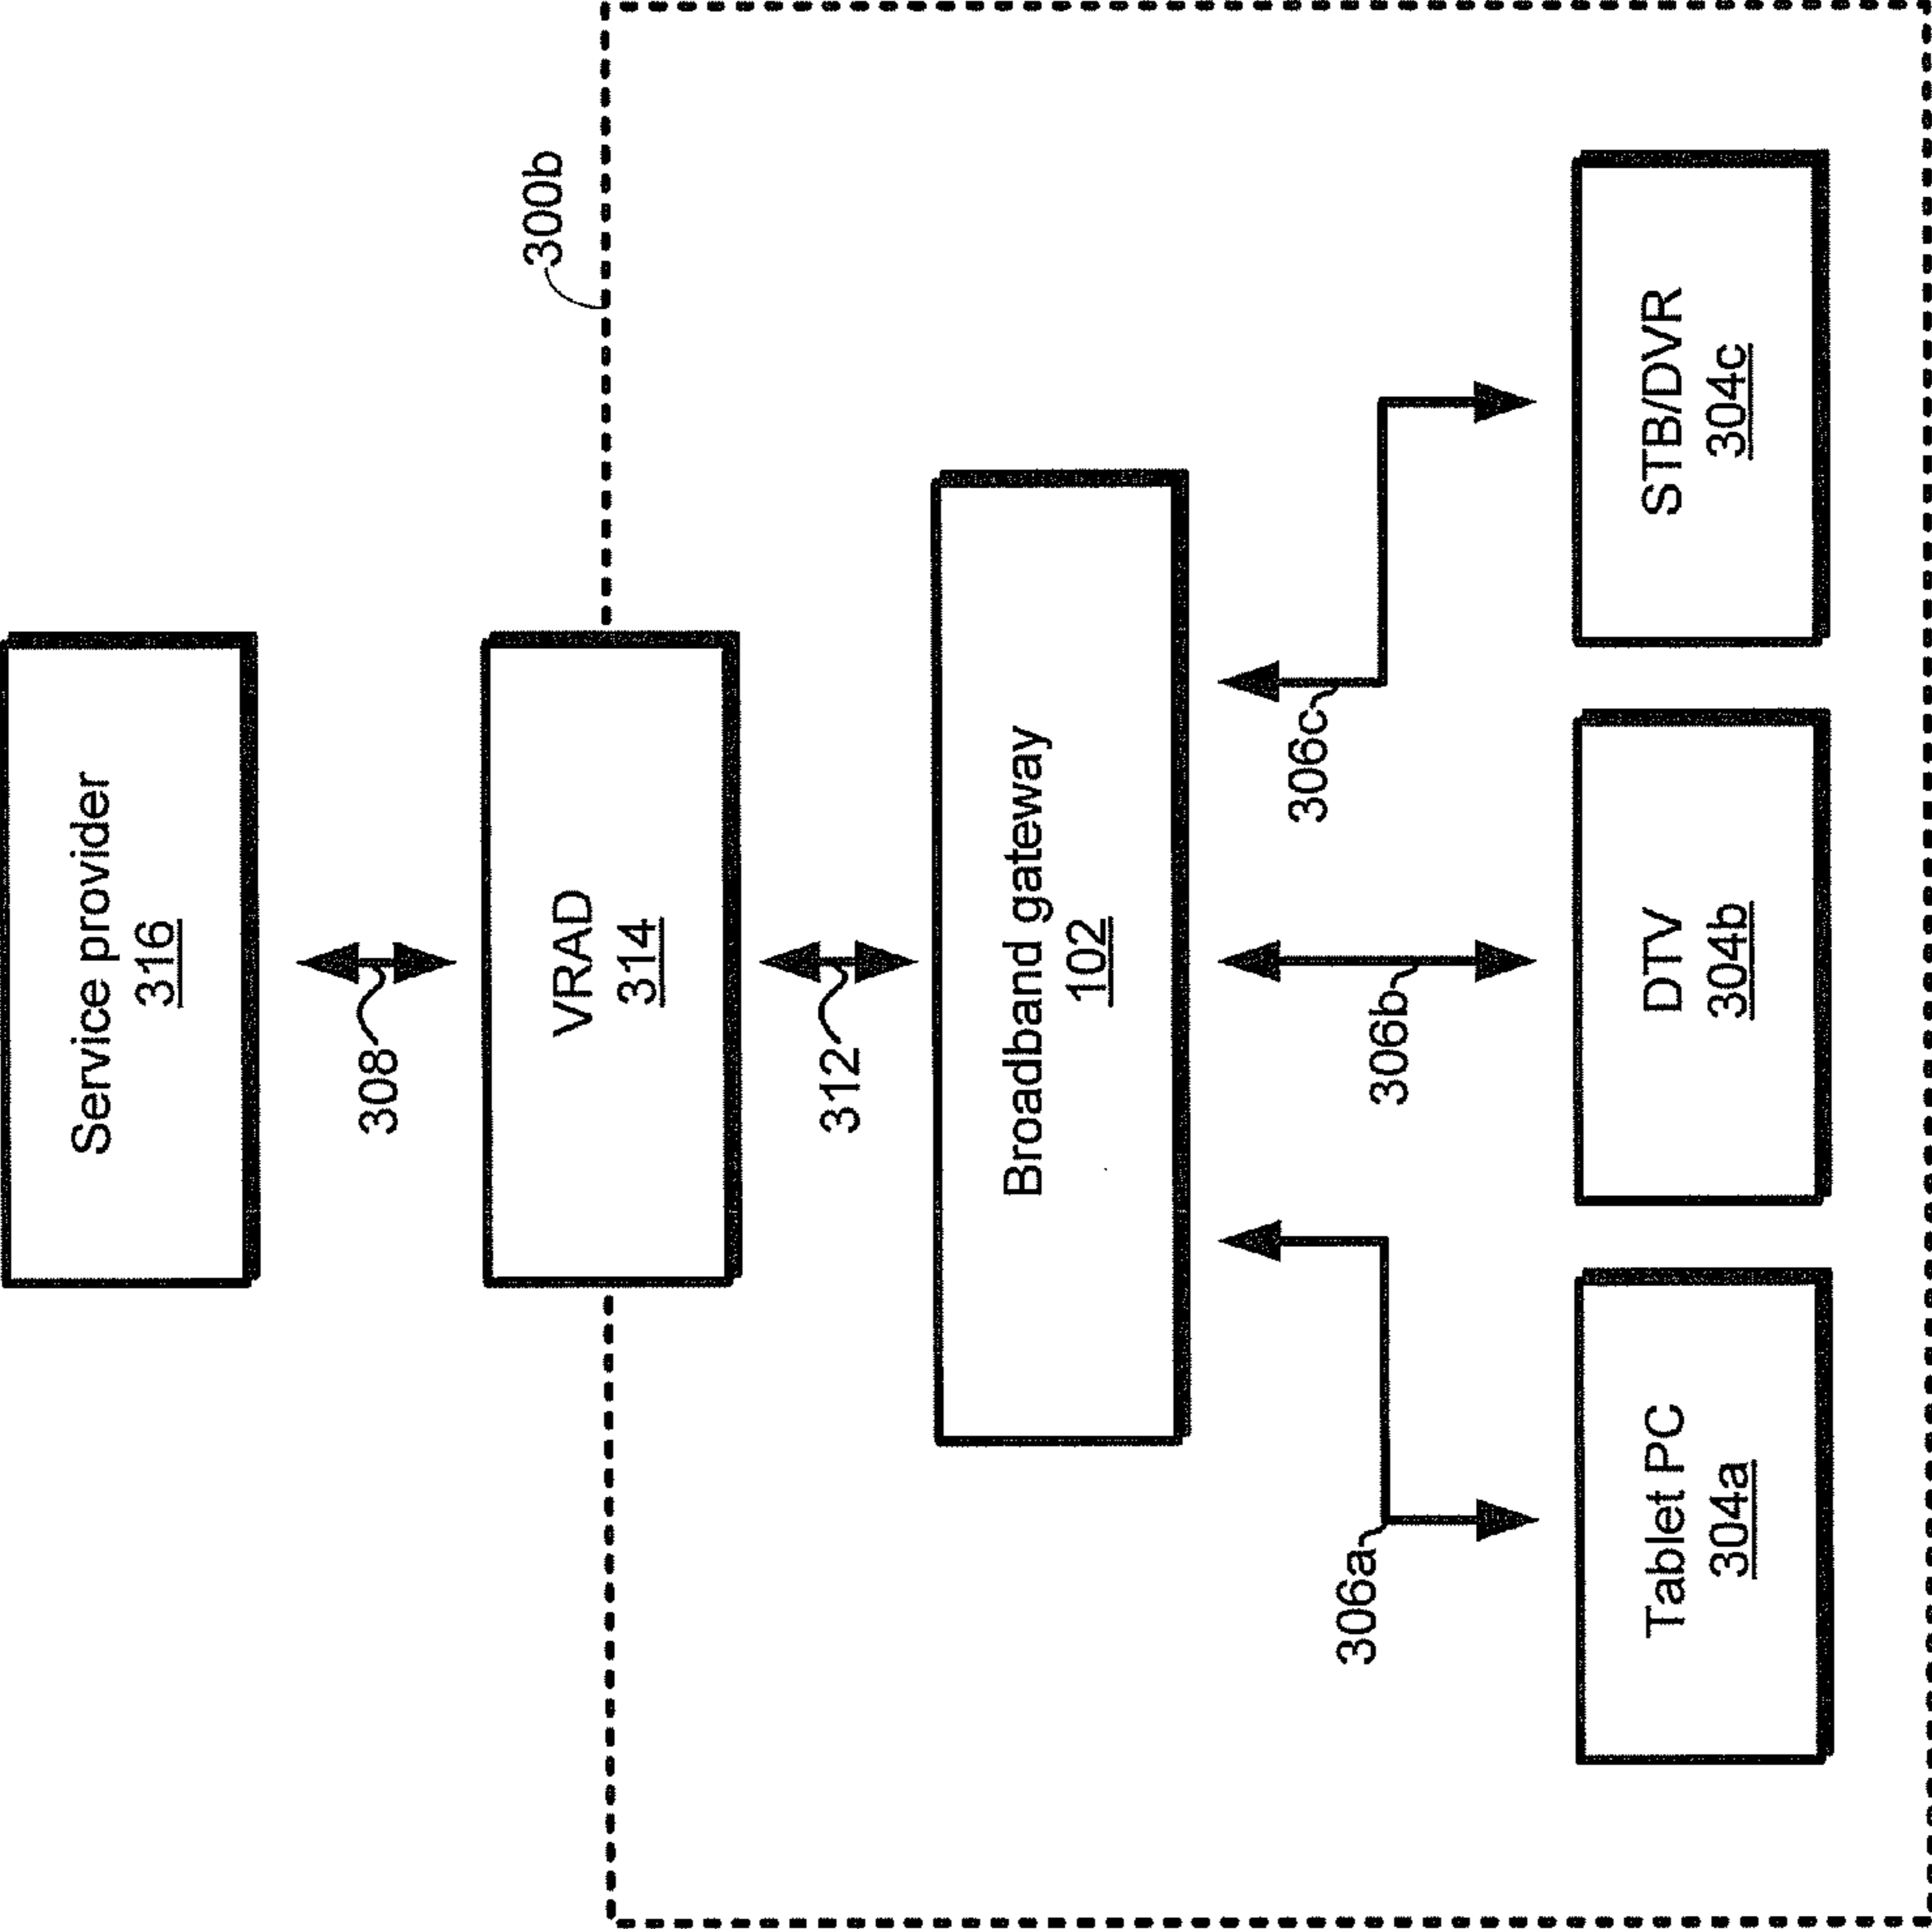 Service provider
316
308
VRAD
314
300b
312
Broadband gateway
102
306a
306b
306c
Tablet PC
304a
DTV
304b
STB/DVR
304c